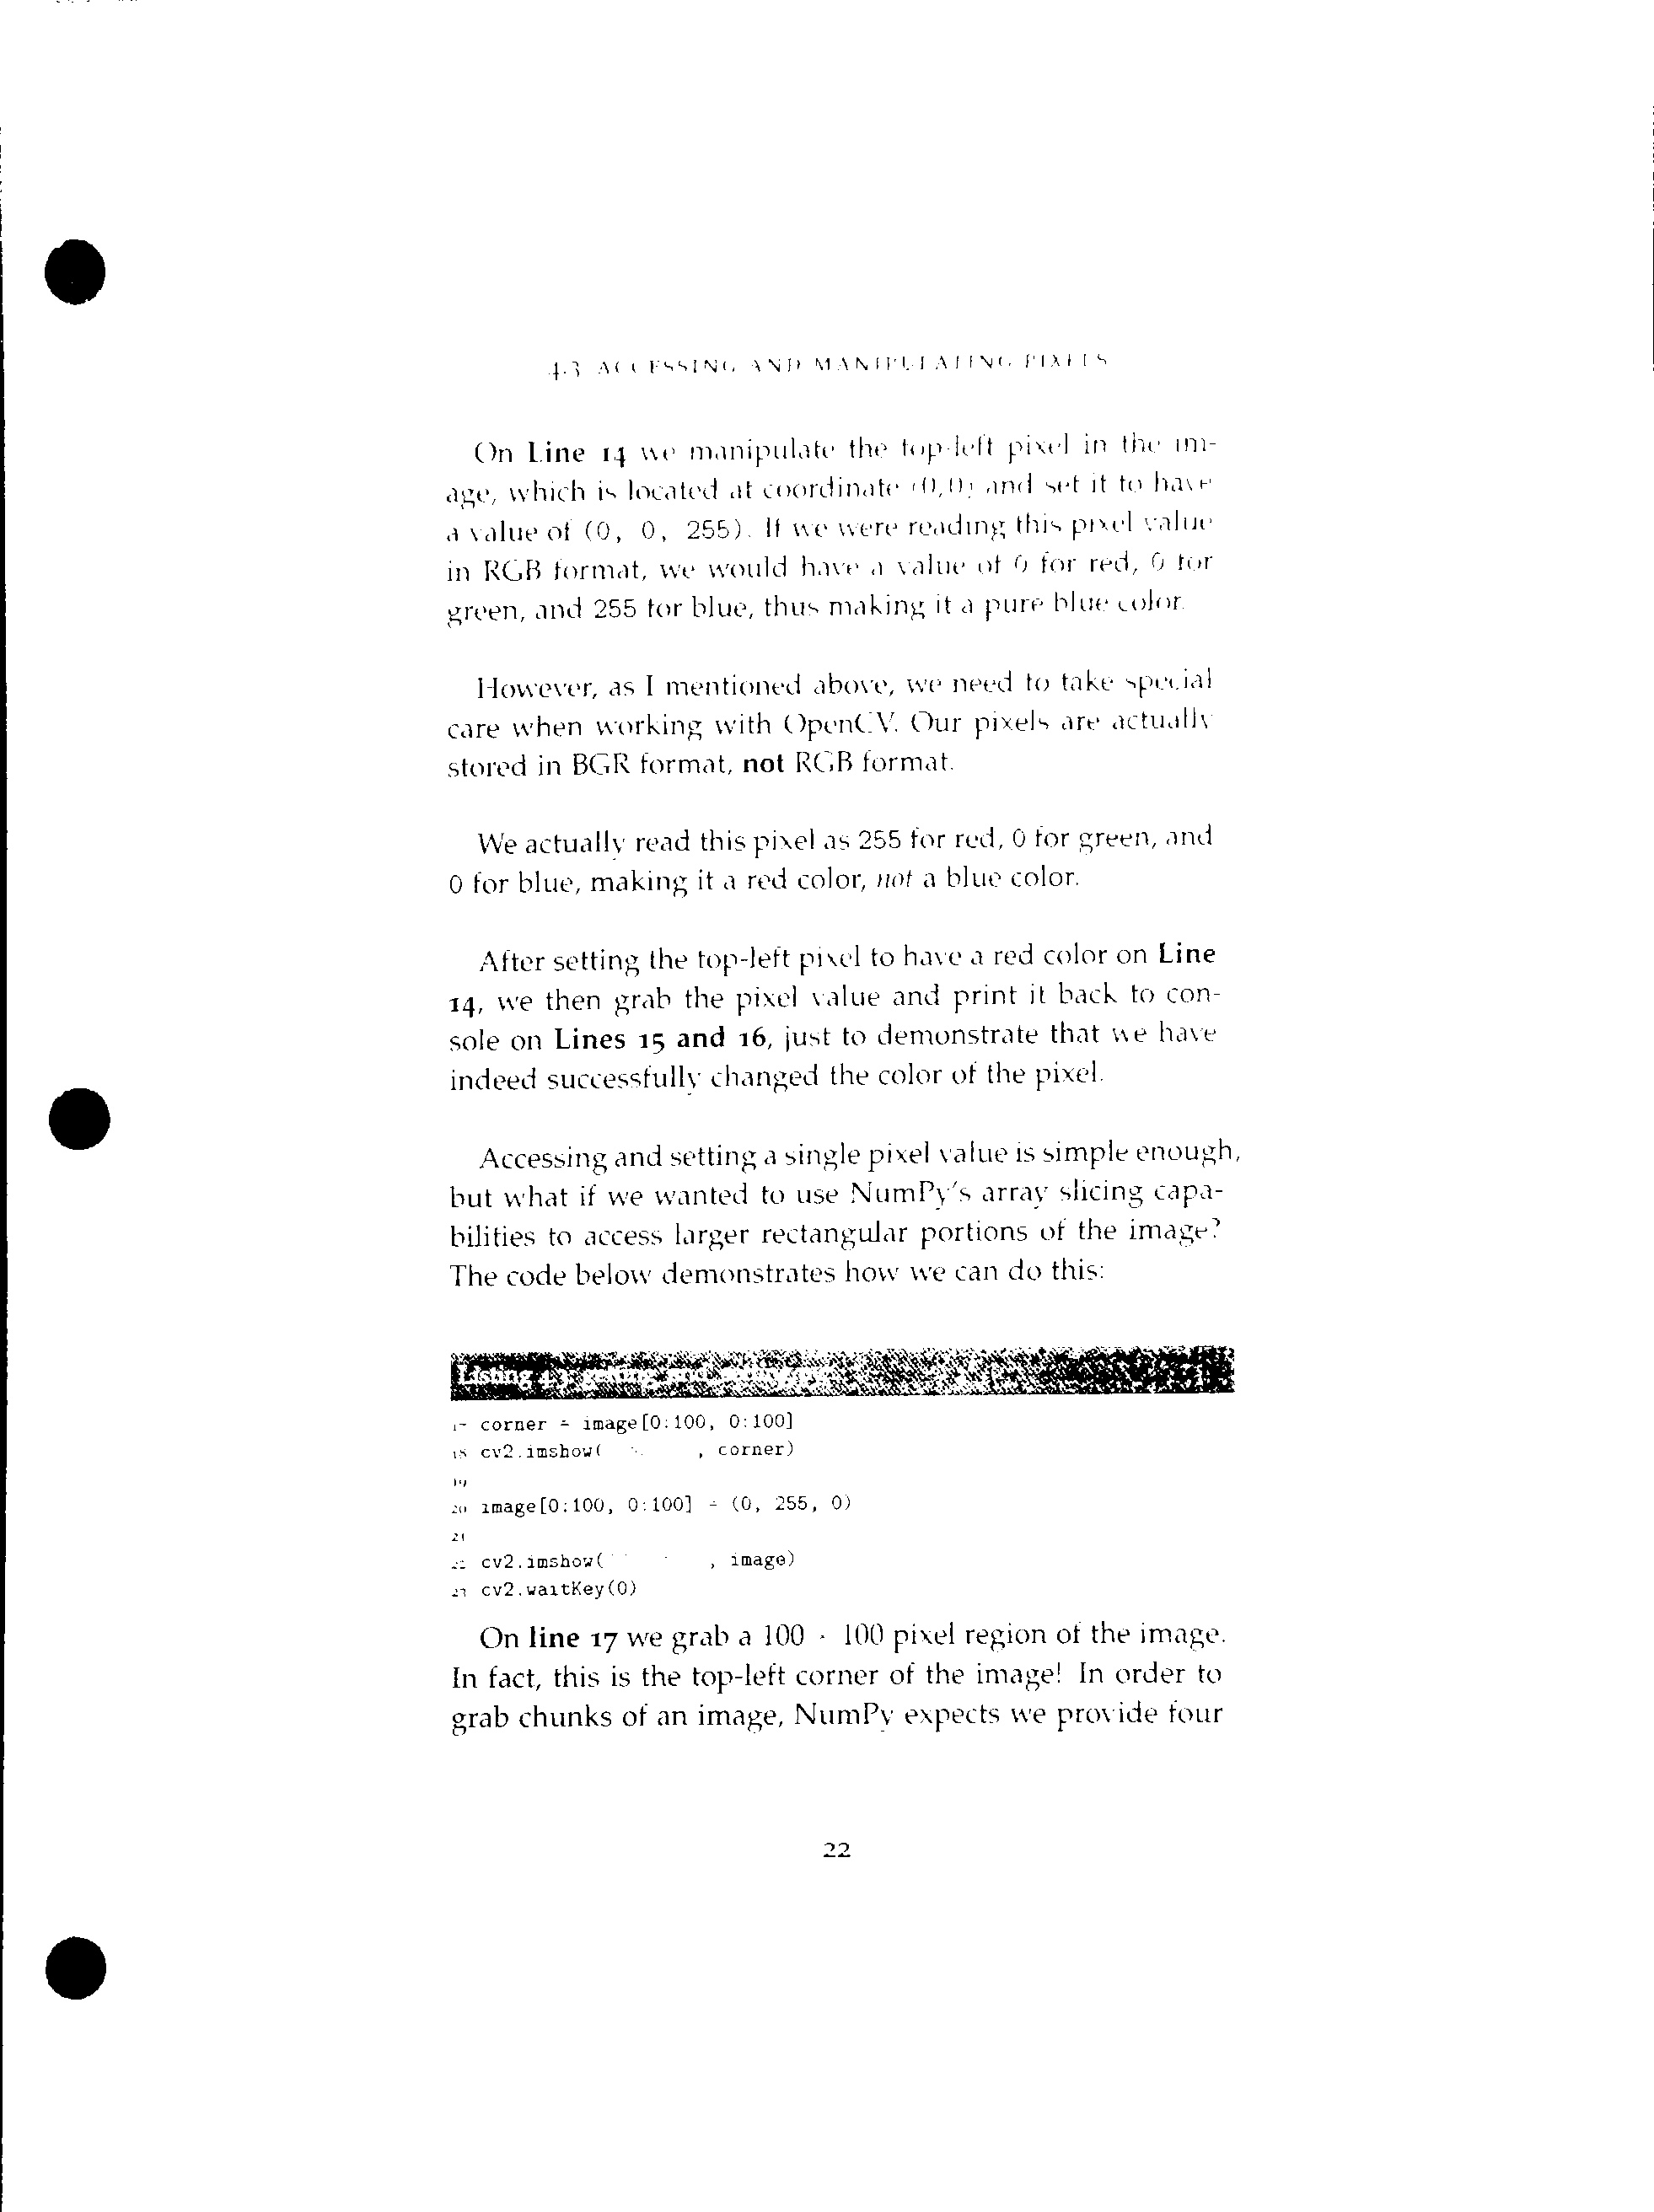 4.3 ACCESSING AND MANIPULATING PIXELS
On Line 14 we manipulate the top-left pixel in the im-
age, which is located at coordinate (0,0) and set it to have
a value of (0, 0, 255). If we were reading this pixel value
in RGB format, we would have a value of 0 for red, 0 for
green, and 255 for blue, thus making it a pure blue color.
However, as I mentioned above, we need to take special
care when working with OpenCV. Our pixels are actually
stored in BGR format, not RGB format.
We actually read this pixel as 255 for red, 0 for green, and
0 for blue, making it a red color, not a blue color.
After setting the top-left pixel to have a red color on Line
14, we then grab the pixel value and print it back to con-
sole on Lines 15 and 16, just to demonstrate that we have
indeed successfully changed the color of the pixel.
Accessing and setting a single pixel value is simple enough,
but what if we wanted to use NumPy's array slicing capa-
bilities to access larger rectangular portions of the image?
The code below demonstrates how we can do this:
Listing 4.3: getting and
17 corner = image[0:100, 0:100]
18 cv2.imshow( , corner)
19
20 image[0:100, 0:100] = (0, 255, 0)
21
22 cv2.imshow( , image)
23 cv2.waitKey(0)
On line 17 we grab a 100 × 100 pixel region of the image.
In fact, this is the top-left corner of the image! In order to
grab chunks of an image, NumPy expects we provide four
22